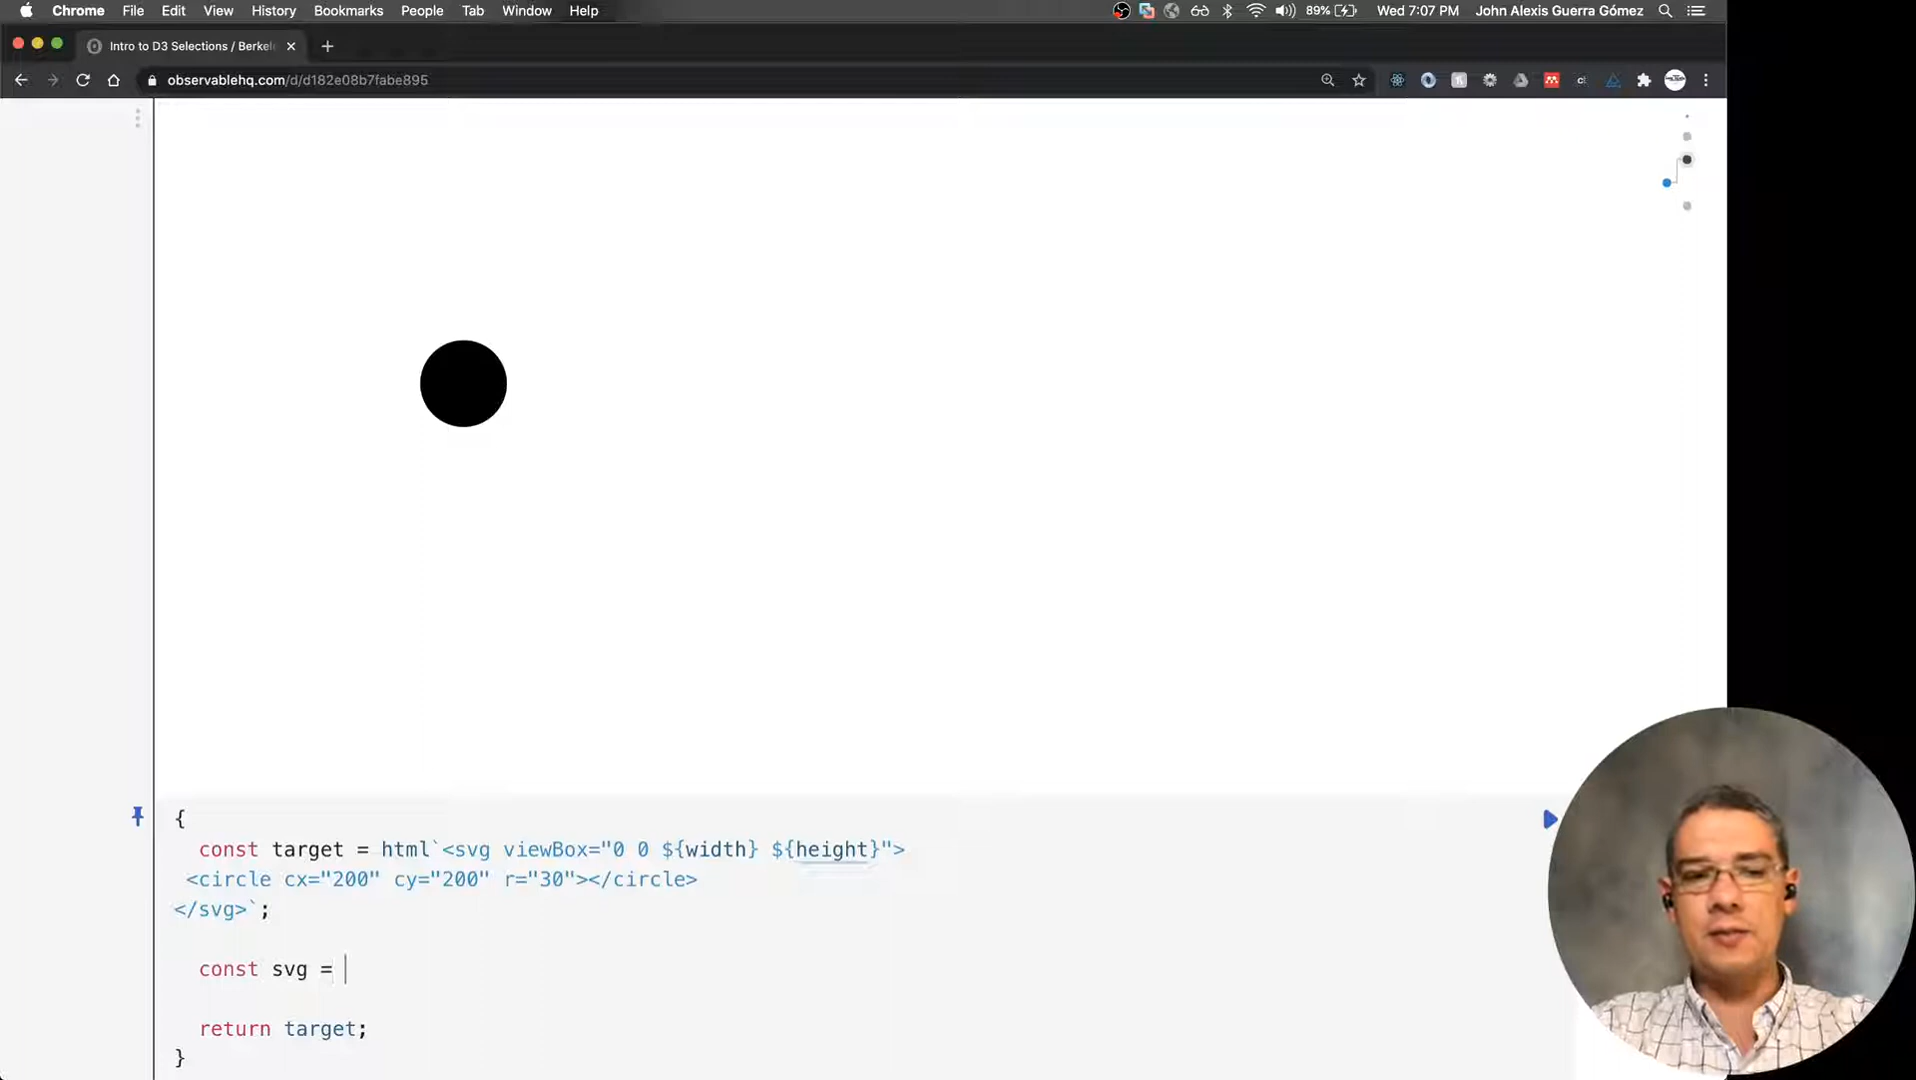 Chrome File Edit View History Bookmarks People Tab Window Help 89% Wed 7:07 PM John Alexis Guerra Gómez
Intro to D3 Selections / Berkel
observablehq.com/d/d182e08b7fabe895
{
const target = html`<svg viewBox="0 0 ${width} ${height}">
<circle cx="200" cy="200" r="30"></circle>
</svg>`;
const svg =
return target;
}